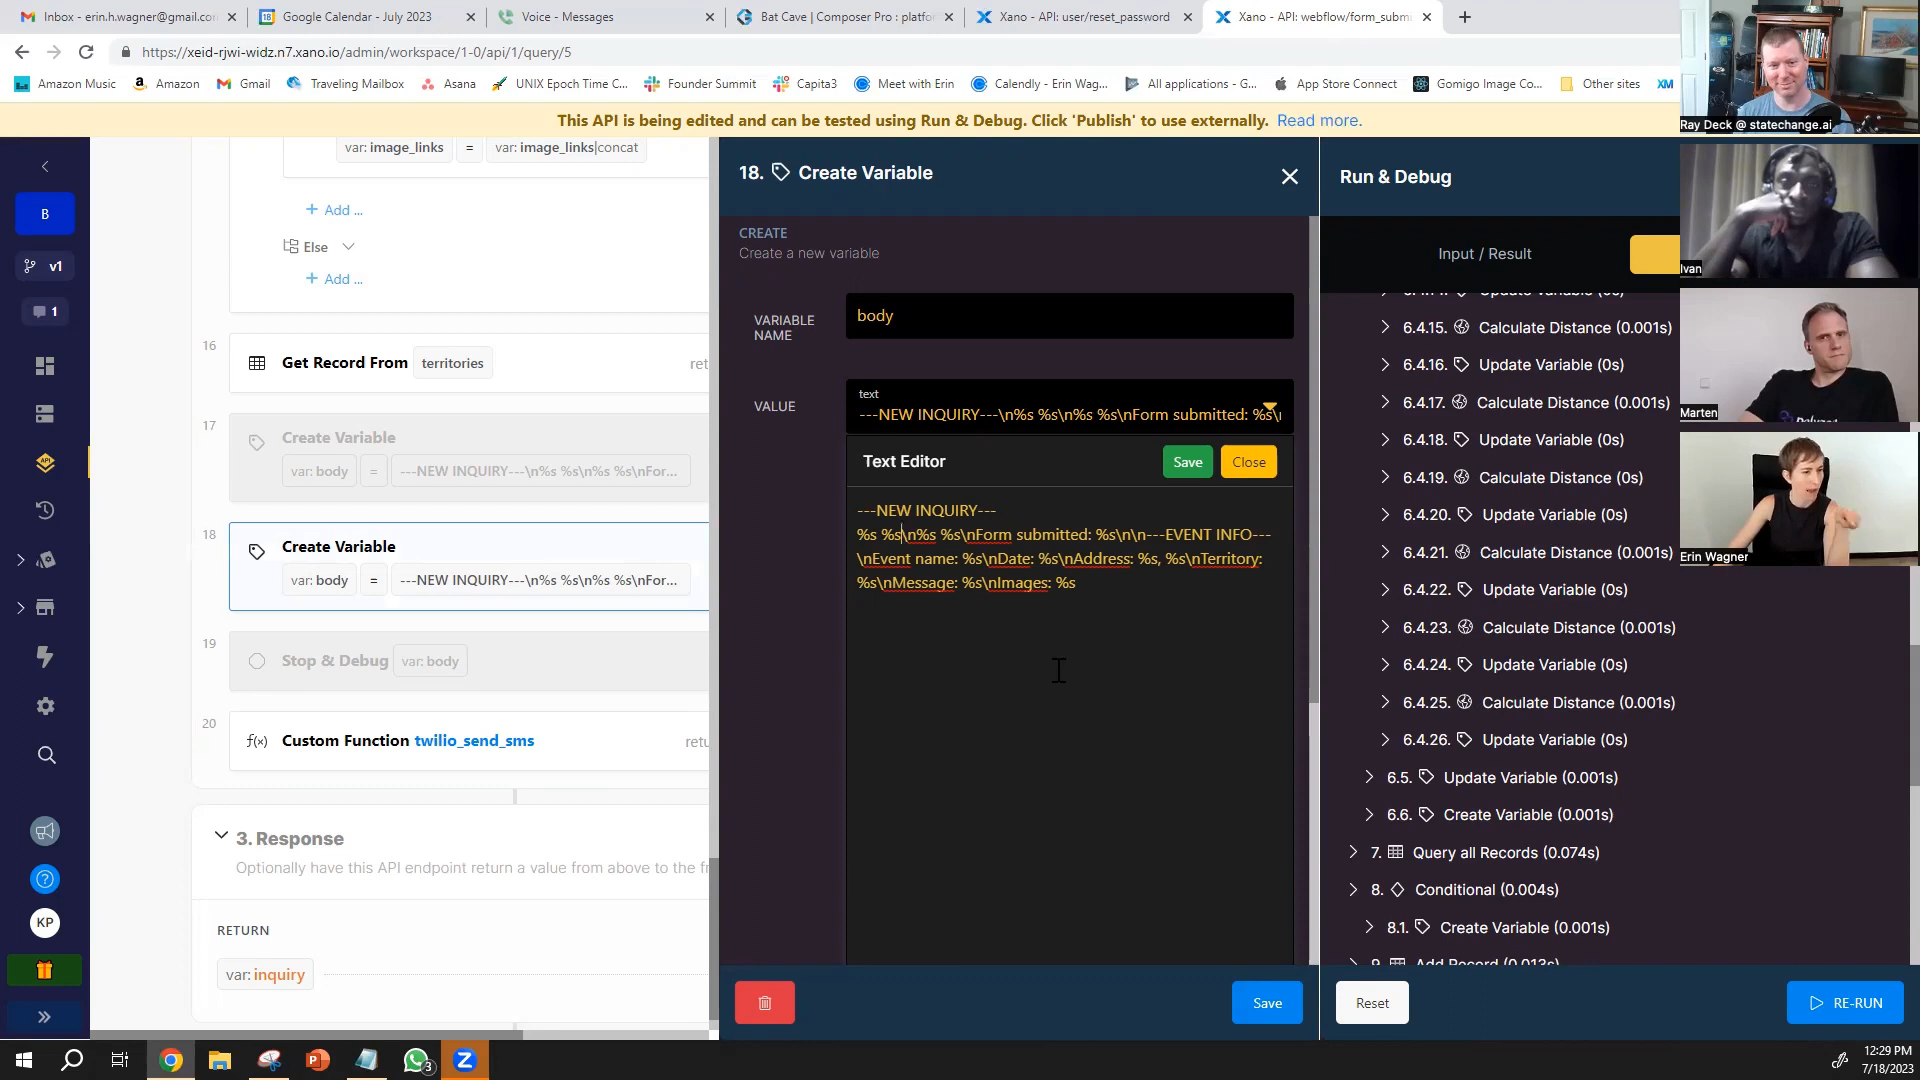 Inbox - erin.h.wagner@gmail.co
Google Calendar - July 2023
Voice - Messages
Bat Cave | Composer Pro : platfo
Xano - API: user/reset_password
Xano - API: webflow/form_subm
https://xeid-rjwi-widz.n7.xano.io/admin/workspace/1-0/api/1/query/5
Amazon Music
Amazon
Gmail
Traveling Mailbox
Asana
UNIX Epoch Time C...
Founder Summit
Capita3
Meet with Erin
Calendly - Erin Wag...
All applications - G...
App Store Connect
Gomigo Image Co...
Other sites
XM
This API is being edited and can be tested using Run & Debug. Click 'Publish' to use externally. Read more.
B
v1
1
KP
var: image_links = var: image_links|concat
+ Add ...
Else
+ Add ...
16
Get Record From territories
ret
17
Create Variable
var: body = ---NEW INQUIRY---\n%s %s\n%s %s\nFor...
18
Create Variable
var: body = ---NEW INQUIRY---\n%s %s\n%s %s\nFor...
19
Stop & Debug var: body
20
f(x) Custom Function twilio_send_sms
retu
3. Response
Optionally have this API endpoint return a value from above to the fr
RETURN
var: inquiry
18. Create Variable
CREATE
Create a new variable
VARIABLE NAME
body
VALUE
text
---NEW INQUIRY---\n%s %s\n%s %s\nForm submitted: %s\
Text Editor
Save
Close
---NEW INQUIRY---
%s %s\n%s %s\nForm submitted: %s\n\n---EVENT INFO---
\nEvent name: %s\nDate: %s\nAddress: %s, %s\nTerritory:
%s\nMessage: %s\nImages: %s
Save
Run & Debug
Input / Result
6.4.15. Calculate Distance (0.001s)
6.4.16. Update Variable (0s)
6.4.17. Calculate Distance (0.001s)
6.4.18. Update Variable (0s)
6.4.19. Calculate Distance (0.001s)
6.4.20. Update Variable (0s)
6.4.21. Calculate Distance (0.001s)
6.4.22. Update Variable (0s)
6.4.23. Calculate Distance (0.001s)
6.4.24. Update Variable (0s)
6.4.25. Calculate Distance (0.001s)
6.4.26. Update Variable (0s)
6.5. Update Variable (0.001s)
6.6. Create Variable (0.001s)
7. Query all Records (0.074s)
8. Conditional (0.004s)
8.1. Create Variable (0.001s)
9. Add Record (0.013s)
Reset
RE-RUN
Ray Deck @ statechange.ai
Ivan
Marten
Erin Wagner
3
12:29 PM
7/18/2023